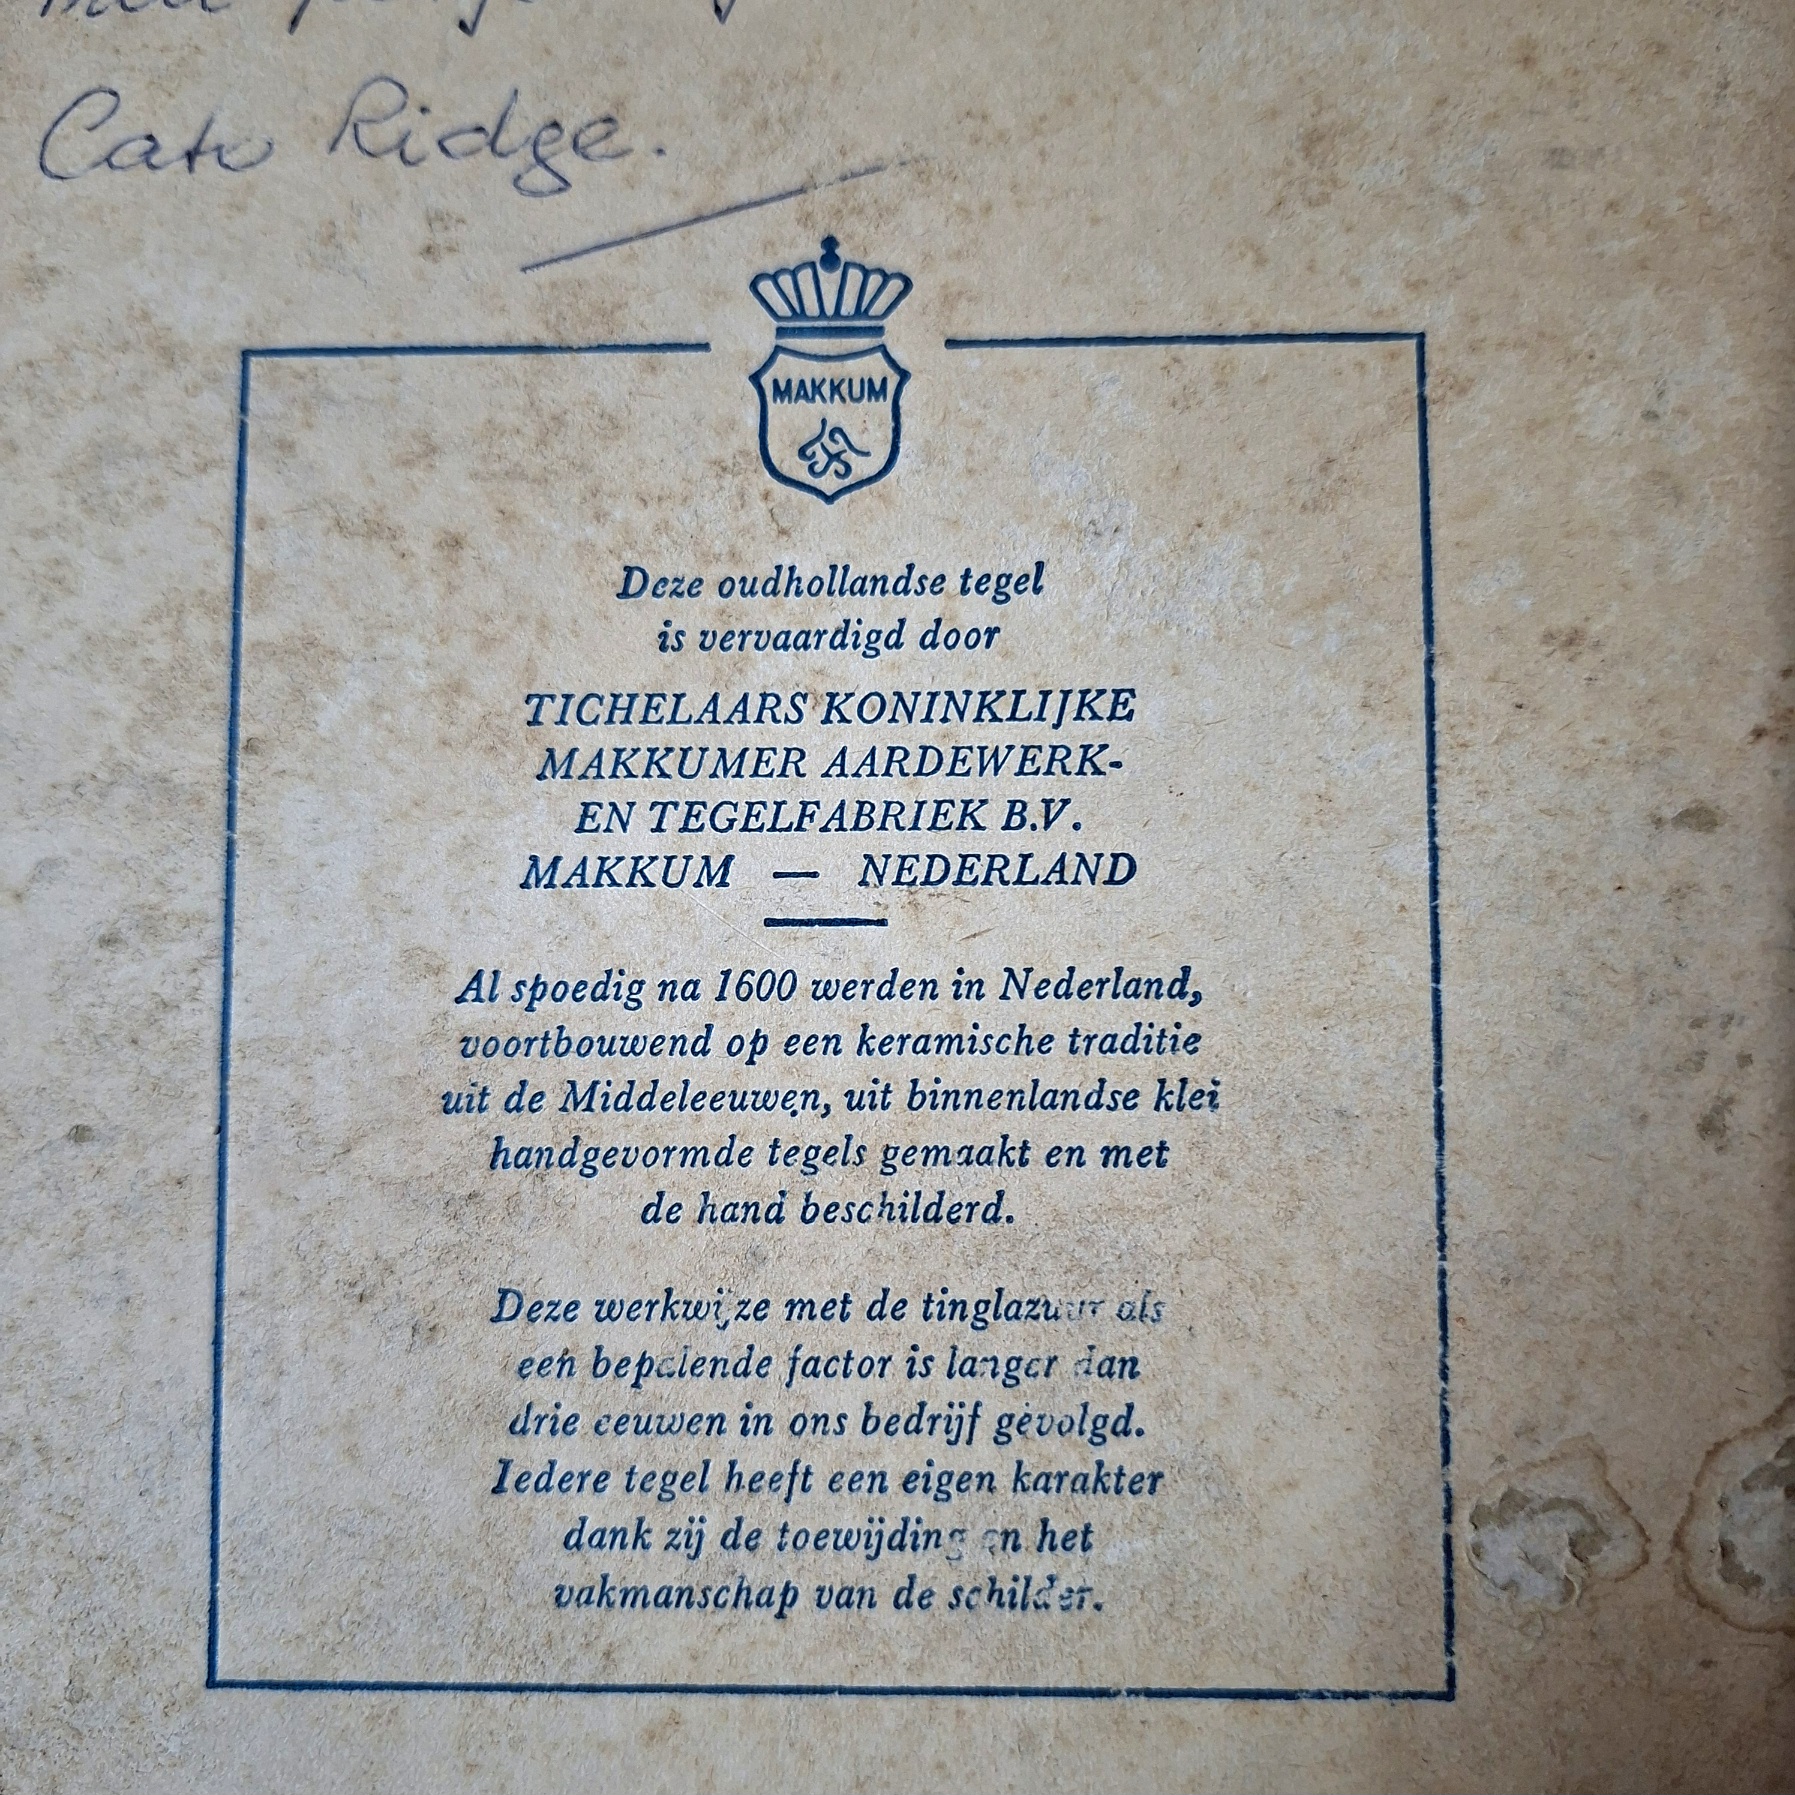 Cato Ridge.
MAKKUM
Deze oudhollandse tegel
is vervaardigd door
TICHELAARS KONINKLIJKE
MAKKUMER AARDEWERK-
EN TEGELFABRIEK B.V.
MAKKUM — NEDERLAND
Al spoedig na 1600 werden in Nederland,
voortbouwend op een keramische traditie
uit de Middeleeuwen, uit binnenlandse klei
handgevormde tegels gemaakt en met
de hand beschilderd.
Deze werkwijze met de tinglazuur als
een bepalende factor is langer dan
drie eeuwen in ons bedrijf gevolgd.
Iedere tegel heeft een eigen karakter
dank zij de toewijding en het
vakmanschap van de schilder.